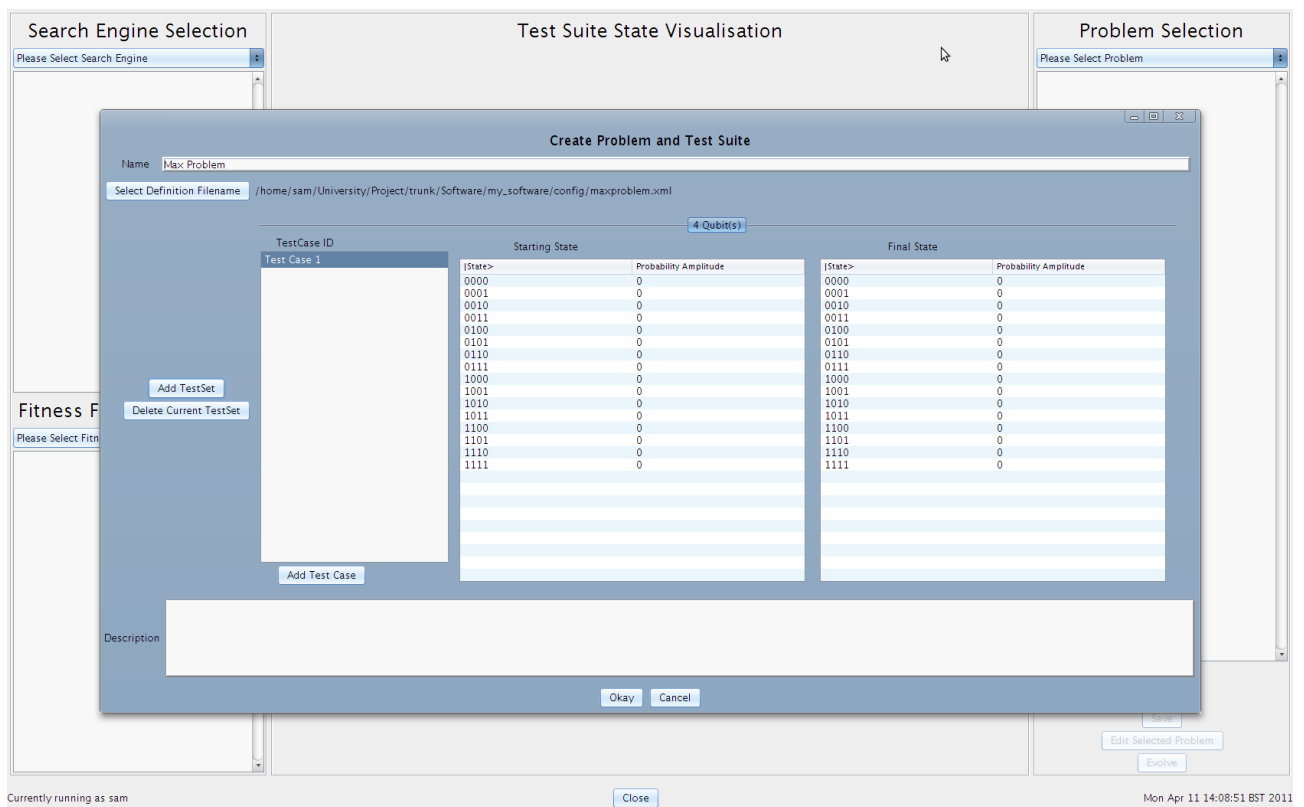 Search Engine Selection
Please Select Search Engine
Test Suite State Visualisation
Problem Selection
Please Select Problem
Create Problem and Test Suite
Name Max Problem
Select Definition Filename /home/sam/University/Project/trunk/Software/my_software/config/maxproblem.xml
4 Qubit(s)
TestCase ID
Test Case 1
Starting State
|State> Probability Amplitude
0000 0
0001 0
0010 0
0011 0
0100 0
0101 0
0110 0
0111 0
1000 0
1001 0
1010 0
1011 0
1100 0
1101 0
1110 0
1111 0
Final State
|State> Probability Amplitude
0000 0
0001 0
0010 0
0011 0
0100 0
0101 0
0110 0
0111 0
1000 0
1001 0
1010 0
1011 0
1100 0
1101 0
1110 0
1111 0
Add TestSet
Delete Current TestSet
Add Test Case
Description
Okay Cancel
Fitness F
Please Select Fitn
Save
Edit Selected Problem
Evolve
Currently running as sam
Close
Mon Apr 11 14:08:51 BST 2011